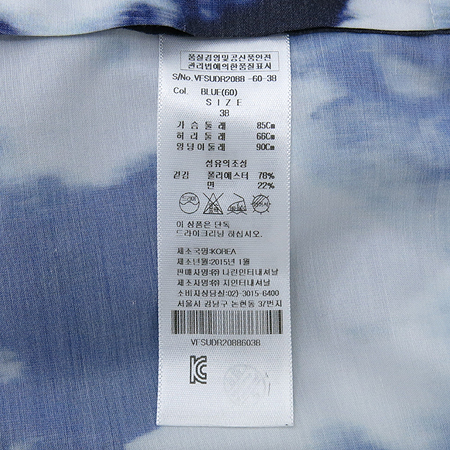 품질경영및공산품안전
관리법에의한품질표시
S/No.VFSUDR2088 -60-38
Col. BLUE(60)
SIZE
38
가슴둘레 85Cm
허리둘레 66Cm
엉덩이둘레 90Cm
섬유의조성
겉감 폴리에스터 78%
면 22%
이 상품은 단독
드라이크리닝 하십시오.
제조국명:KOREA
제조년월:2015년 1월
판매자명:(주) 나린인터내셔날
제조자명:(주) 지인터내셔날
소비자상담실:02-3015-6400
서울시 강남구 논현동 37번지
VFSUDR20886038